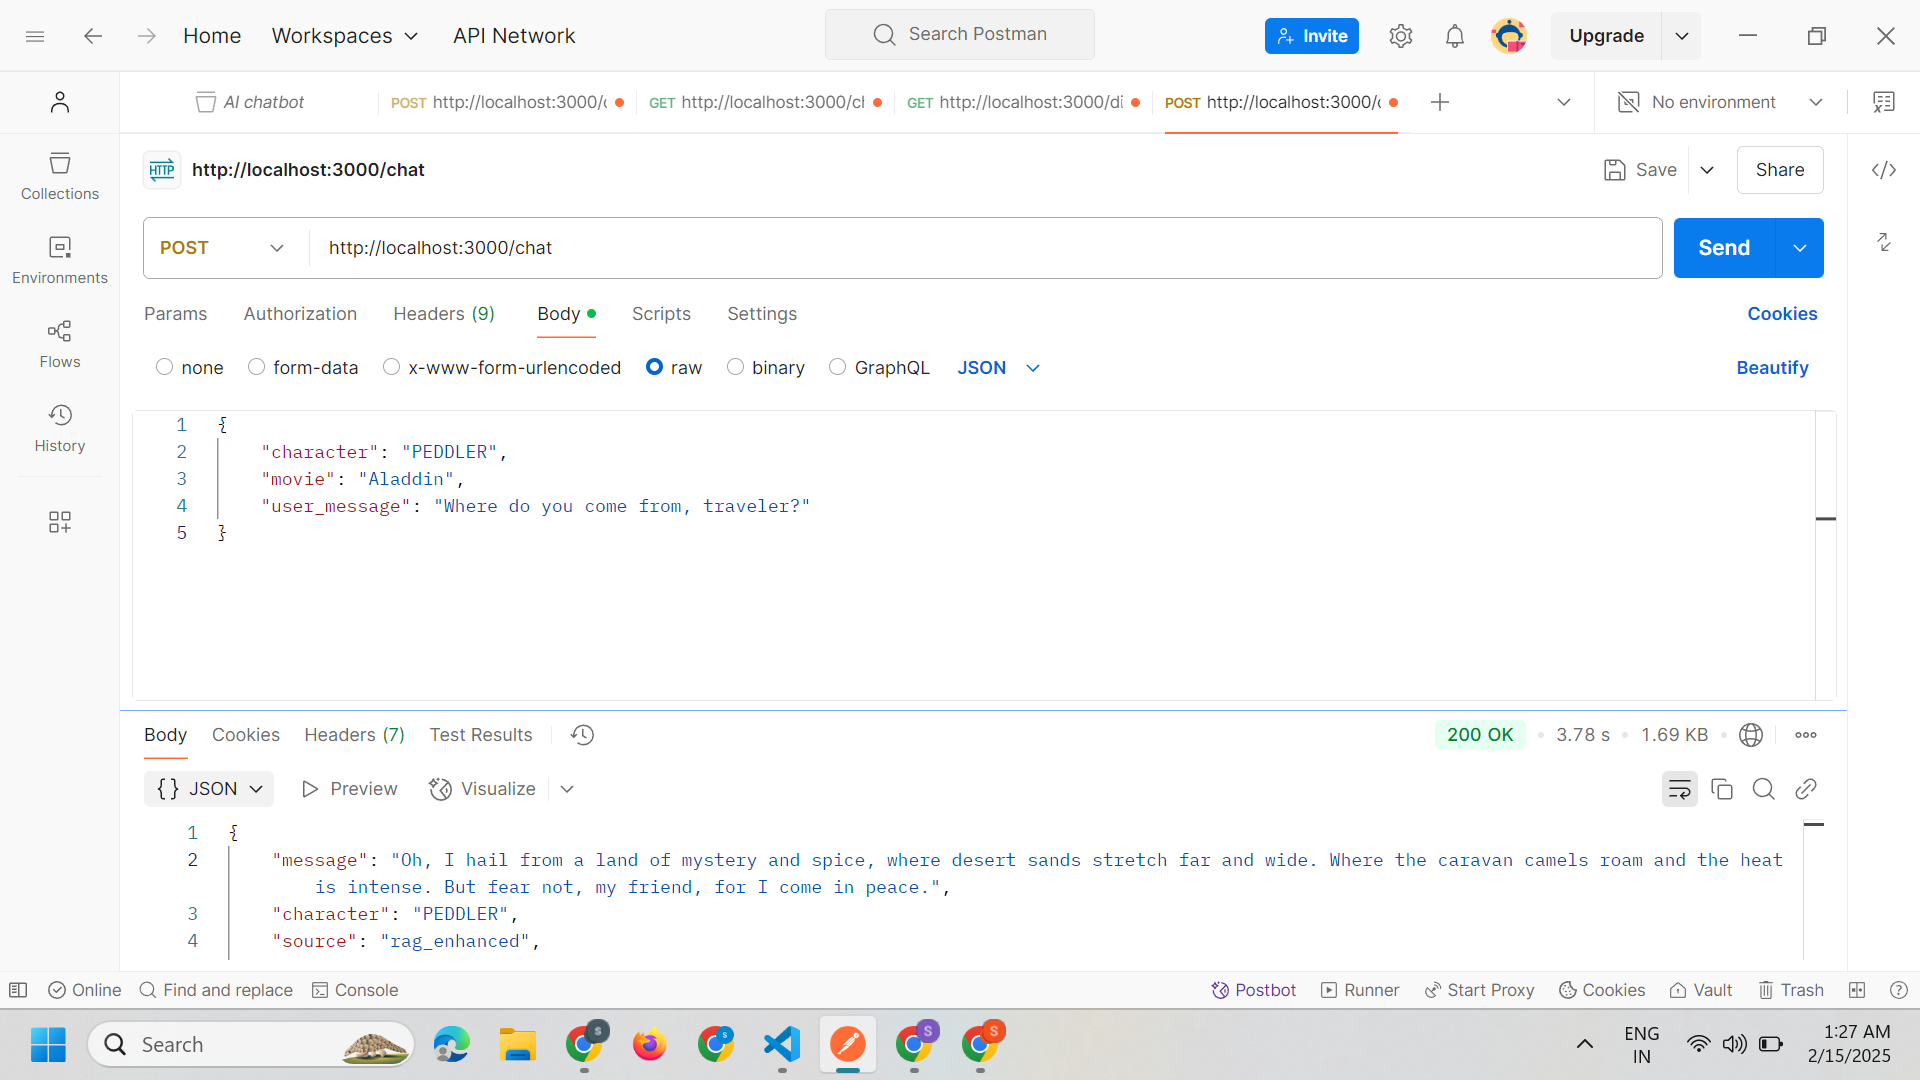 Home Workspaces API Network Search Postman Invite Upgrade
AI chatbot POST http://localhost:3000/ GET http://localhost:3000/cl GET http://localhost:3000/di POST http://localhost:3000/ No environment
HTTP http://localhost:3000/chat Save Share
POST http://localhost:3000/chat Send
Params Authorization Headers (9) Body Scripts Settings Cookies
none form-data x-www-form-urlencoded raw binary GraphQL JSON Beautify
Collections
Environments
Flows
History
1 {
2 "character": "PEDDLER",
3 "movie": "Aladdin",
4 "user_message": "Where do you come from, traveler?"
5 }
Body Cookies Headers (7) Test Results 200 OK • 3.78 s • 1.69 KB •
{} JSON Preview Visualize
1 {
2 "message": "Oh, I hail from a land of mystery and spice, where desert sands stretch far and wide. Where the caravan camels roam and the heat
is intense. But fear not, my friend, for I come in peace.",
3 "character": "PEDDLER",
4 "source": "rag_enhanced",
Online Find and replace Console Postbot Runner Start Proxy Cookies Vault Trash
Search S S S S ENG 1:27 AM
IN 2/15/2025